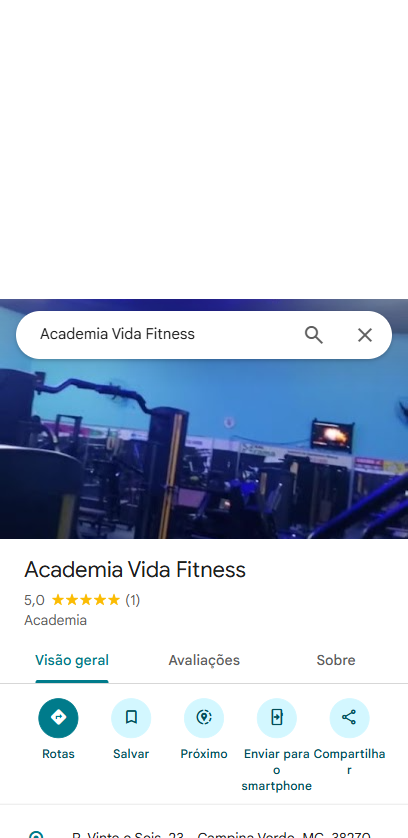 Academia Vida Fitness
Academia Vida Fitness
5,0 (1)
Academia
Visão geral Avaliações Sobre
Rotas Salvar Próximo Enviar para Compartilha
o r
smartphone
R. Vinte e Seis, 23 - Campina Verde, MG, 38270